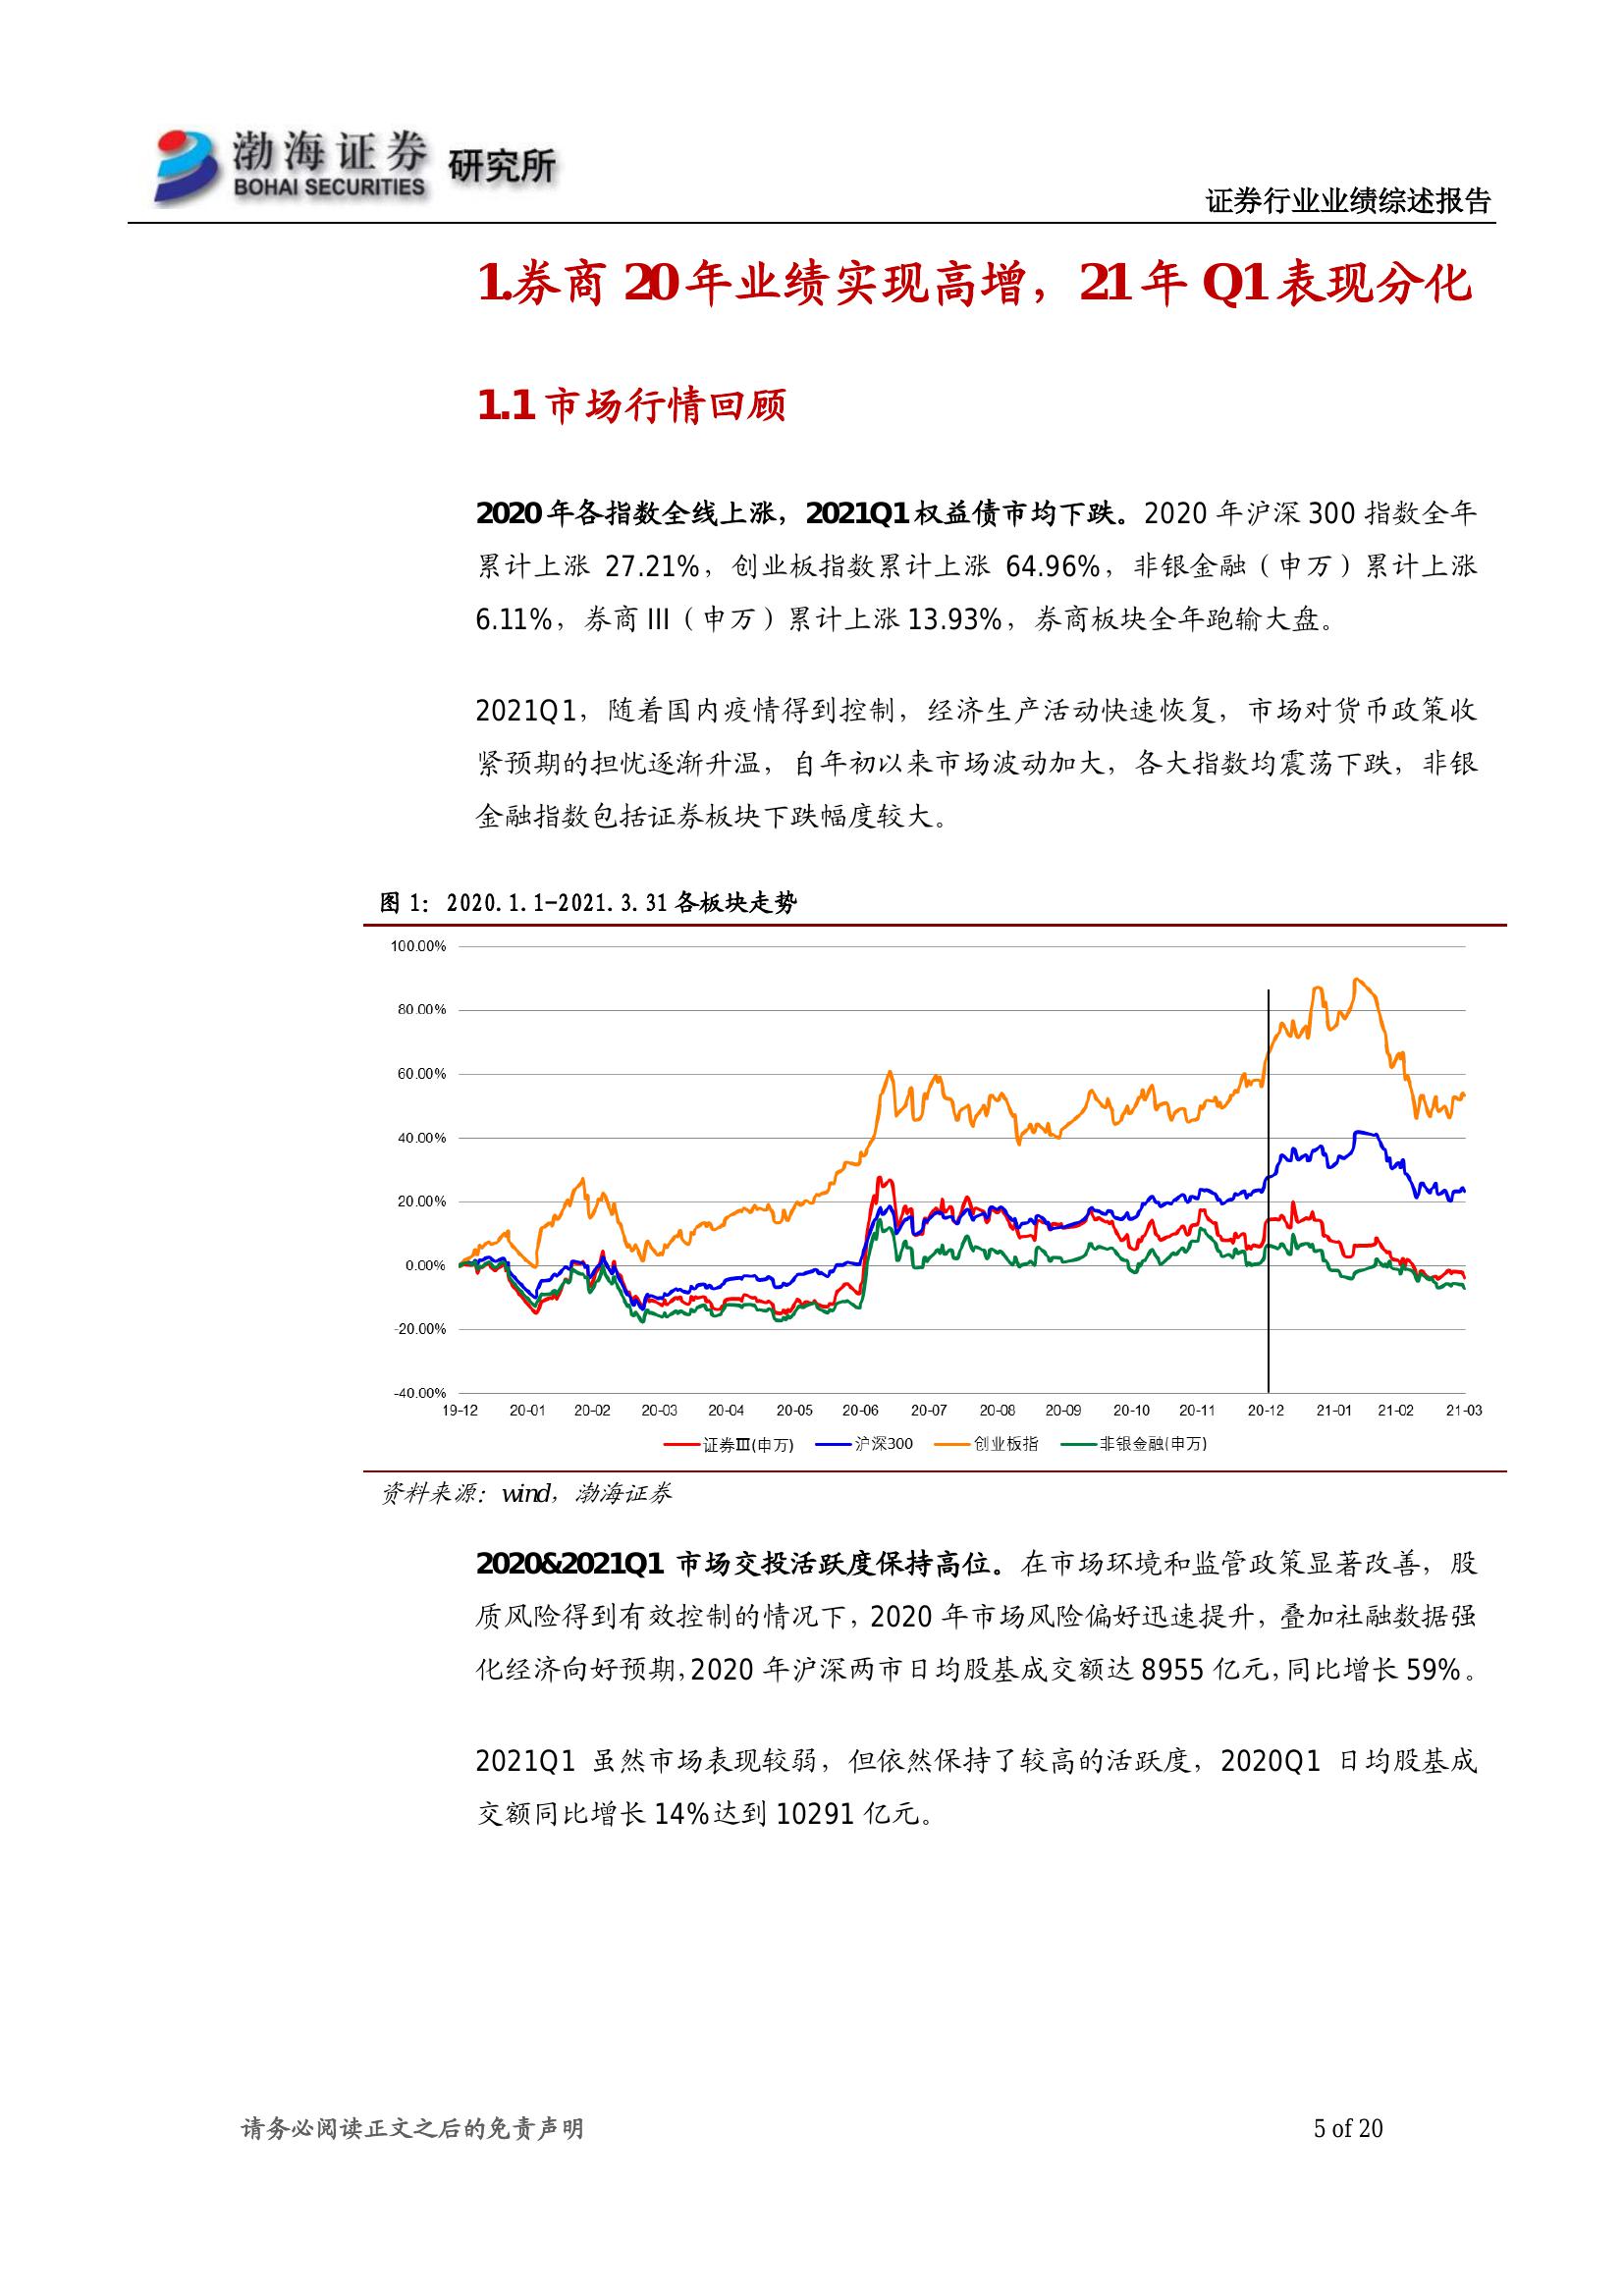 渤海证券 研究所
BOHAI SECURITIES
证券行业业绩综述报告
1.券商 20 年业绩实现高增，21 年 Q1 表现分化
1.1 市场行情回顾
2020 年各指数全线上涨，2021Q1 权益债市均下跌。2020 年沪深 300 指数全年
累计上涨 27.21%，创业板指数累计上涨 64.96%，非银金融（申万）累计上涨
6.11%，券商 III（申万）累计上涨 13.93%，券商板块全年跑输大盘。
2021Q1，随着国内疫情得到控制，经济生产活动快速恢复，市场对货币政策收
紧预期的担忧逐渐升温，自年初以来市场波动加大，各大指数均震荡下跌，非银
金融指数包括证券板块下跌幅度较大。
图 1：2020.1.1-2021.3.31 各板块走势
100.00%
80.00%
60.00%
40.00%
20.00%
0.00%
-20.00%
-40.00%
19-12 20-01 20-02 20-03 20-04 20-05 20-06 20-07 20-08 20-09 20-10 20-11 20-12 21-01 21-02 21-03
证券Ⅲ(申万) 沪深300 创业板指 非银金融(申万)
资料来源：wind，渤海证券
2020&2021Q1 市场交投活跃度保持高位。在市场环境和监管政策显著改善，股
质风险得到有效控制的情况下，2020 年市场风险偏好迅速提升，叠加社融数据强
化经济向好预期，2020 年沪深两市日均股基成交额达 8955 亿元，同比增长 59%。
2021Q1 虽然市场表现较弱，但依然保持了较高的活跃度，2020Q1 日均股基成
交额同比增长 14%达到 10291 亿元。
请务必阅读正文之后的免责声明 5 of 20